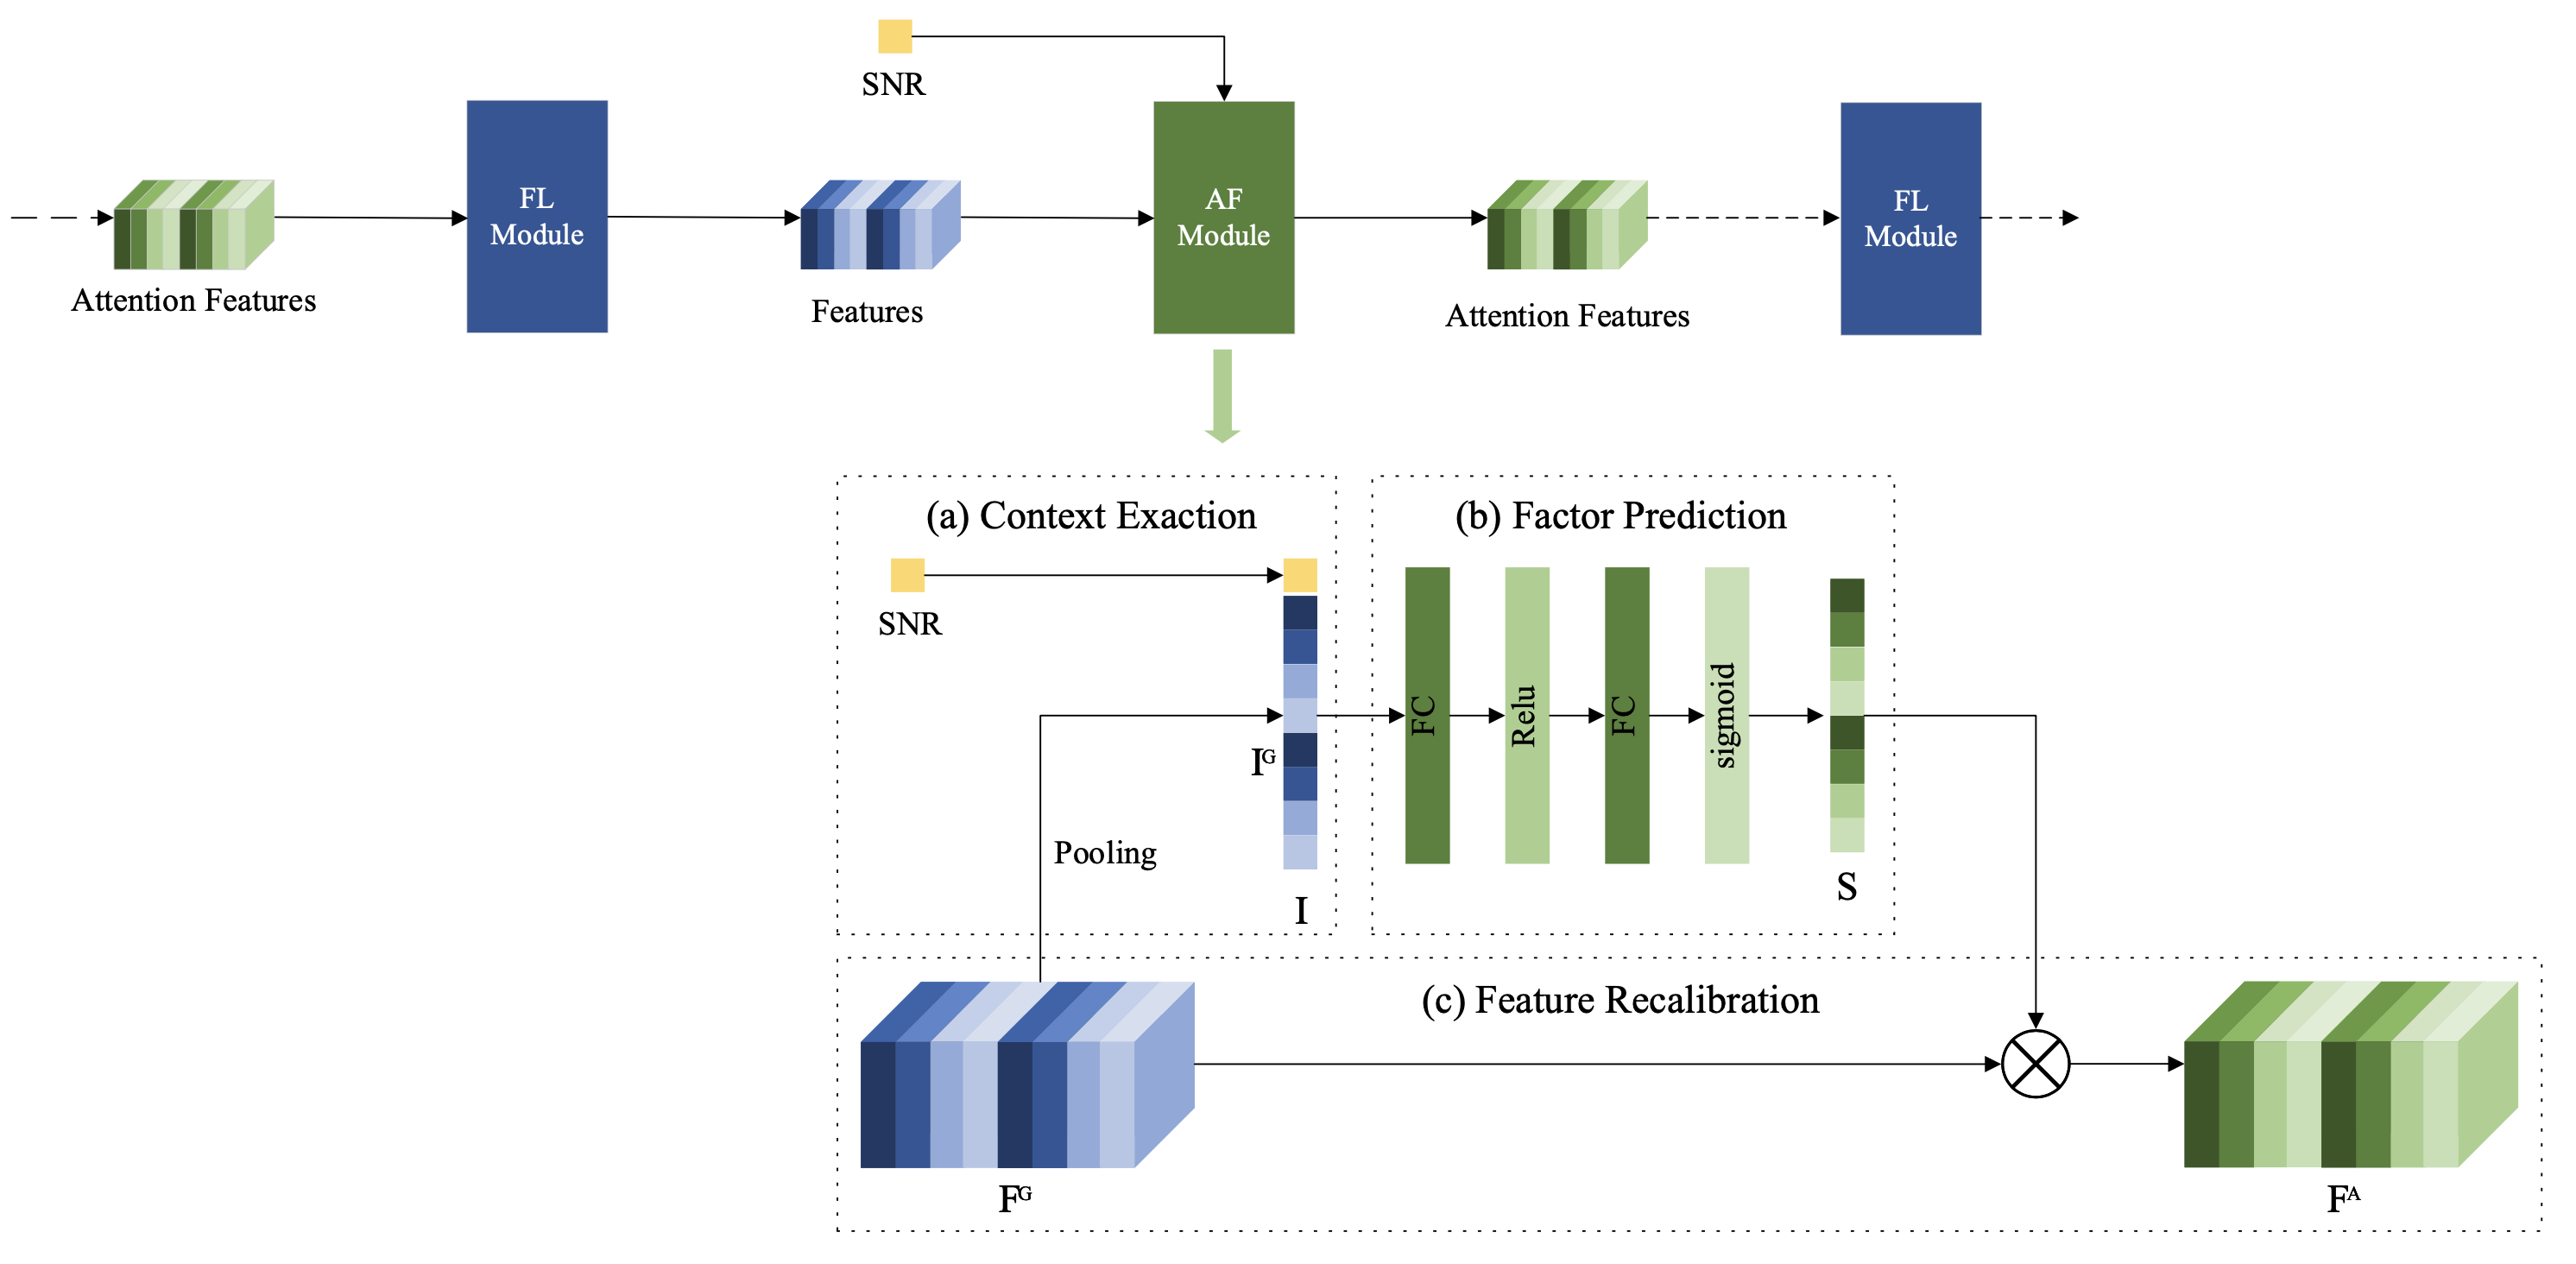 SNR
FL
Module
AF
Module
FL
Module
Attention Features
Features
Attention Features
(a) Context Exaction
(b) Factor Prediction
SNR
FC
Relu
FC
sigmoid
I^G
Pooling
I
S
(c) Feature Recalibration
F^G
F^A